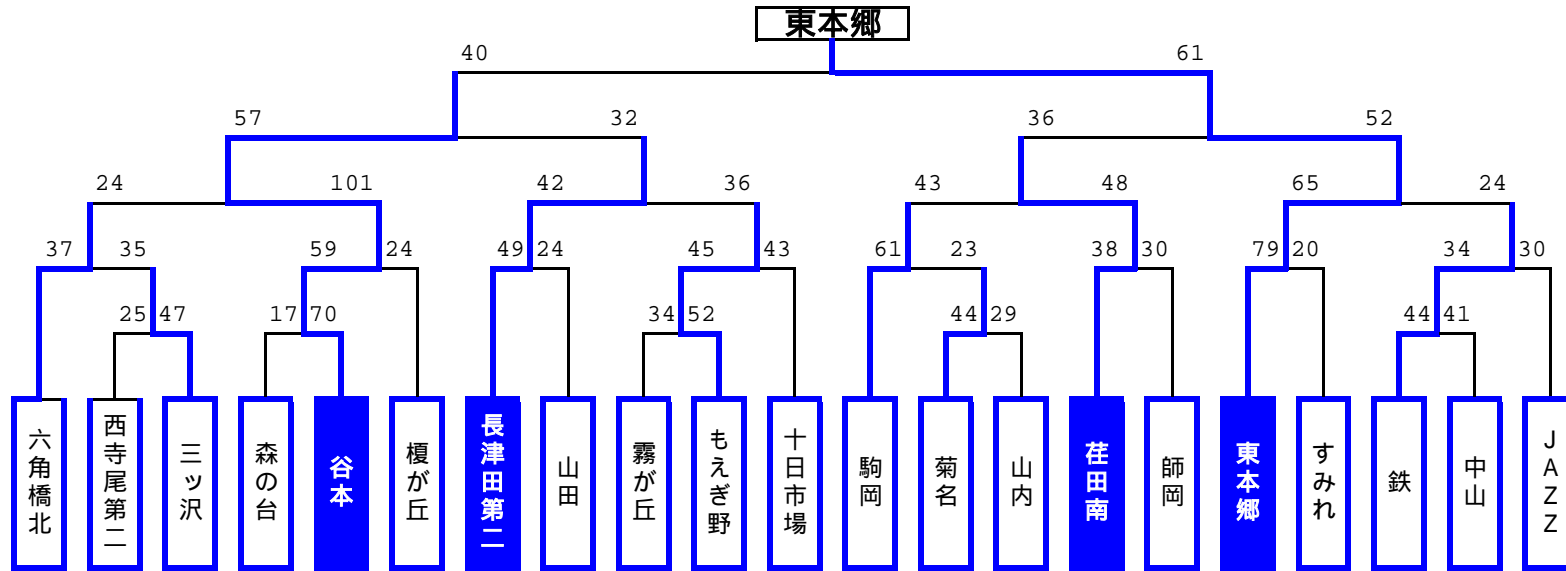 東本郷
40 61
57 32 36 52
24 101 42 36 43 48 65 24
37 35 59 24 49 24 45 43 61 23 38 30 79 20 34 30
25 47 17 70 34 52 44 29 44 41
六角橋北
西寺尾第二
三ッ沢
森の台
谷本
榎が丘
長津田第二
山田
霧が丘
もえぎ野
十日市場
駒岡
菊名
山内
荏田南
師岡
東本郷
すみれ
鉄
中山
JAZZ